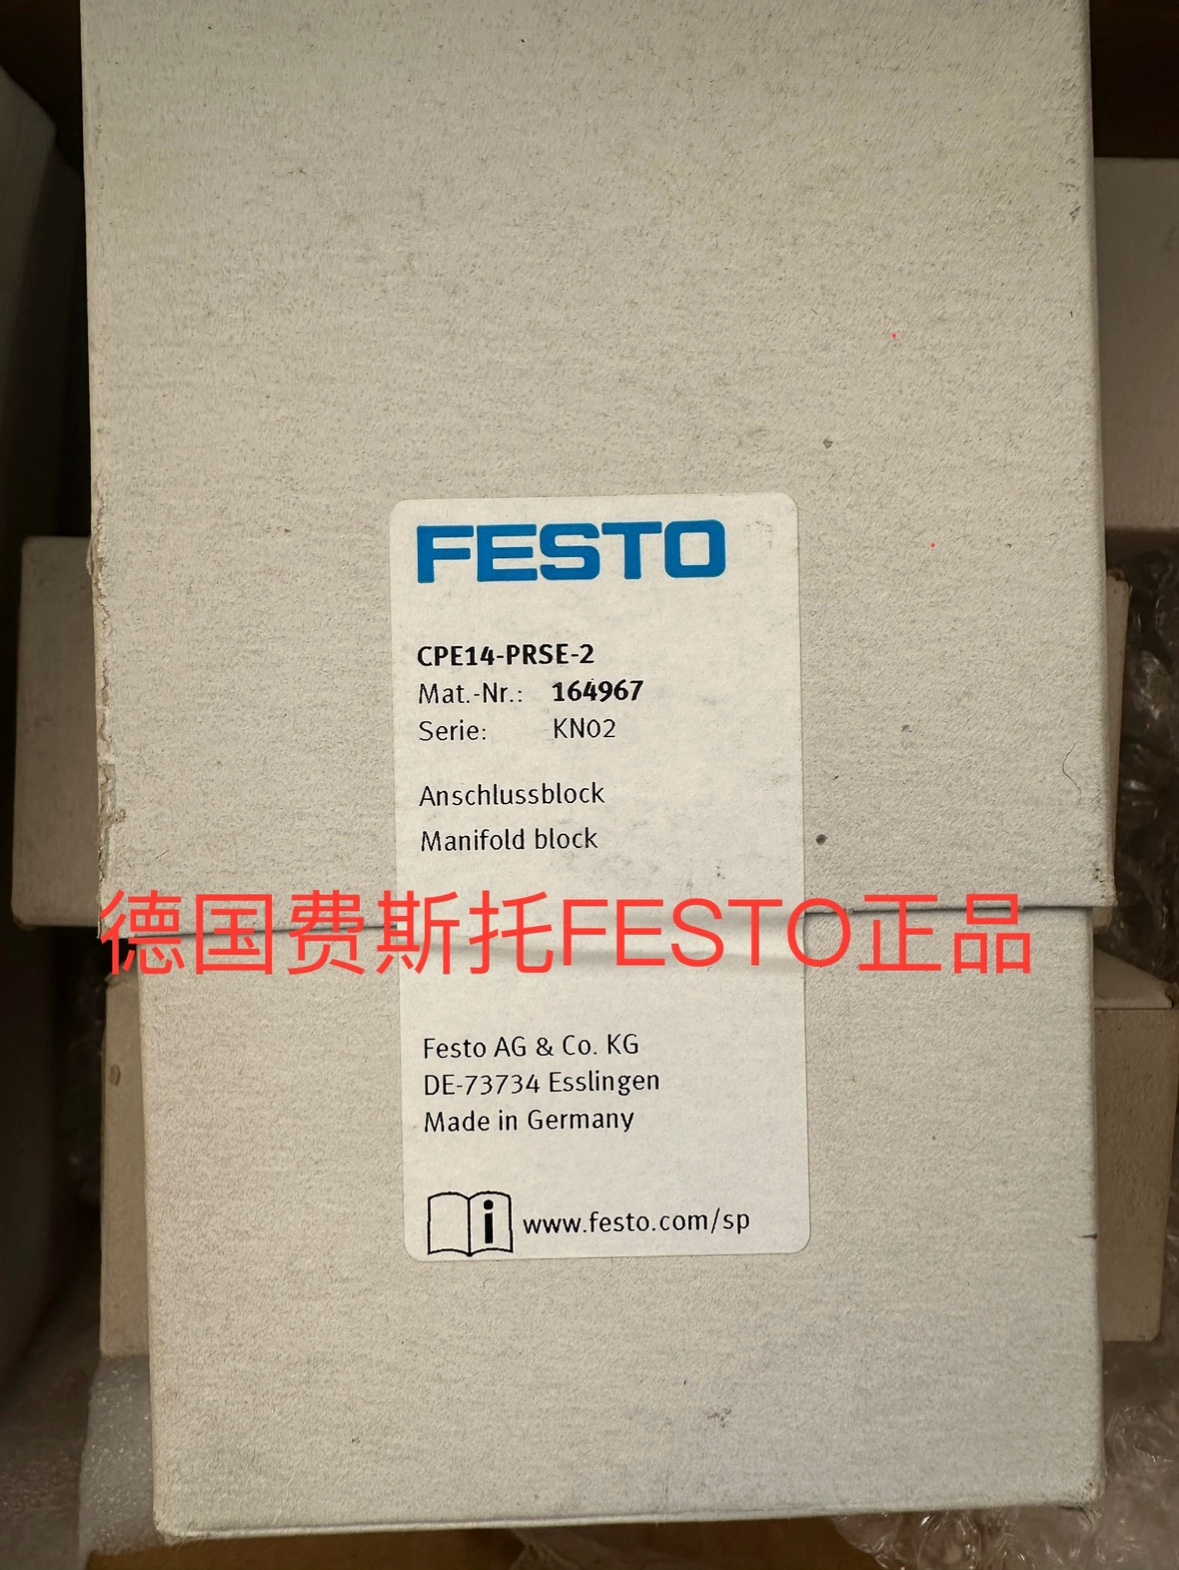 FESTO
CPE14-PRSE-2
Mat.-Nr.: 164967
Serie: KN02
Anschlussblock
Manifold block
德国费斯托FESTO正品
Festo AG & Co. KG
DE-73734 Esslingen
Made in Germany
i www.festo.com/sp